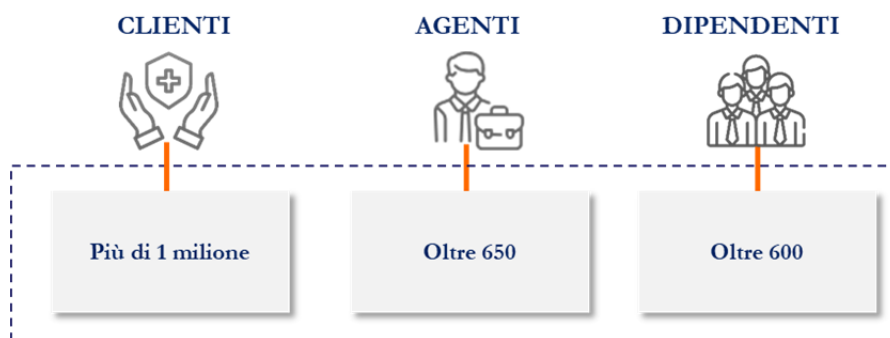 CLIENTI
AGENTI
DIPENDENTI
Più di 1 milione
Oltre 650
Oltre 600